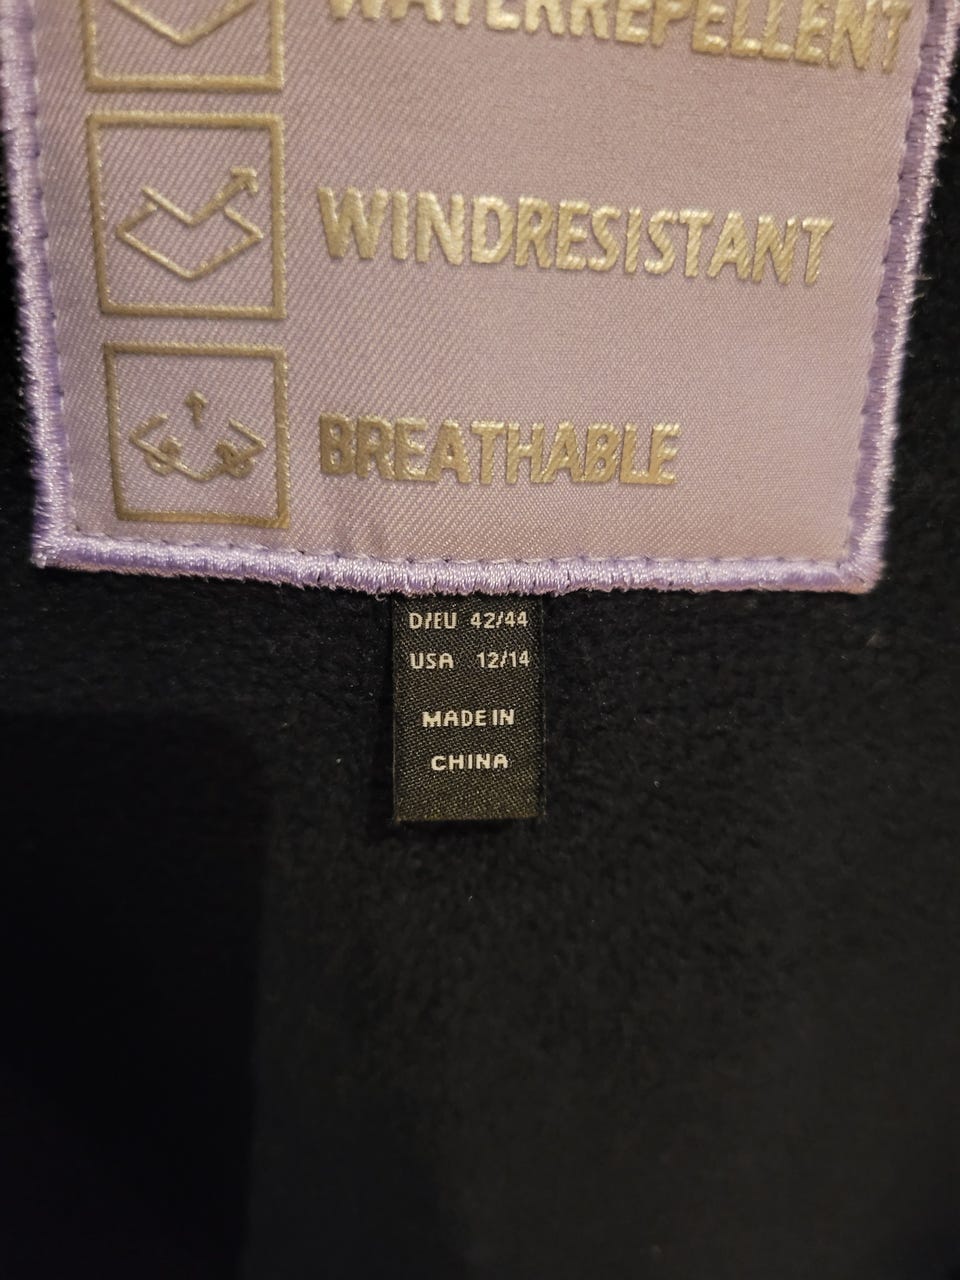 WATERREPELLENT
WINDRESISTANT
BREATHABLE
D/EU 42/44
USA 12/14
MADE IN
CHINA